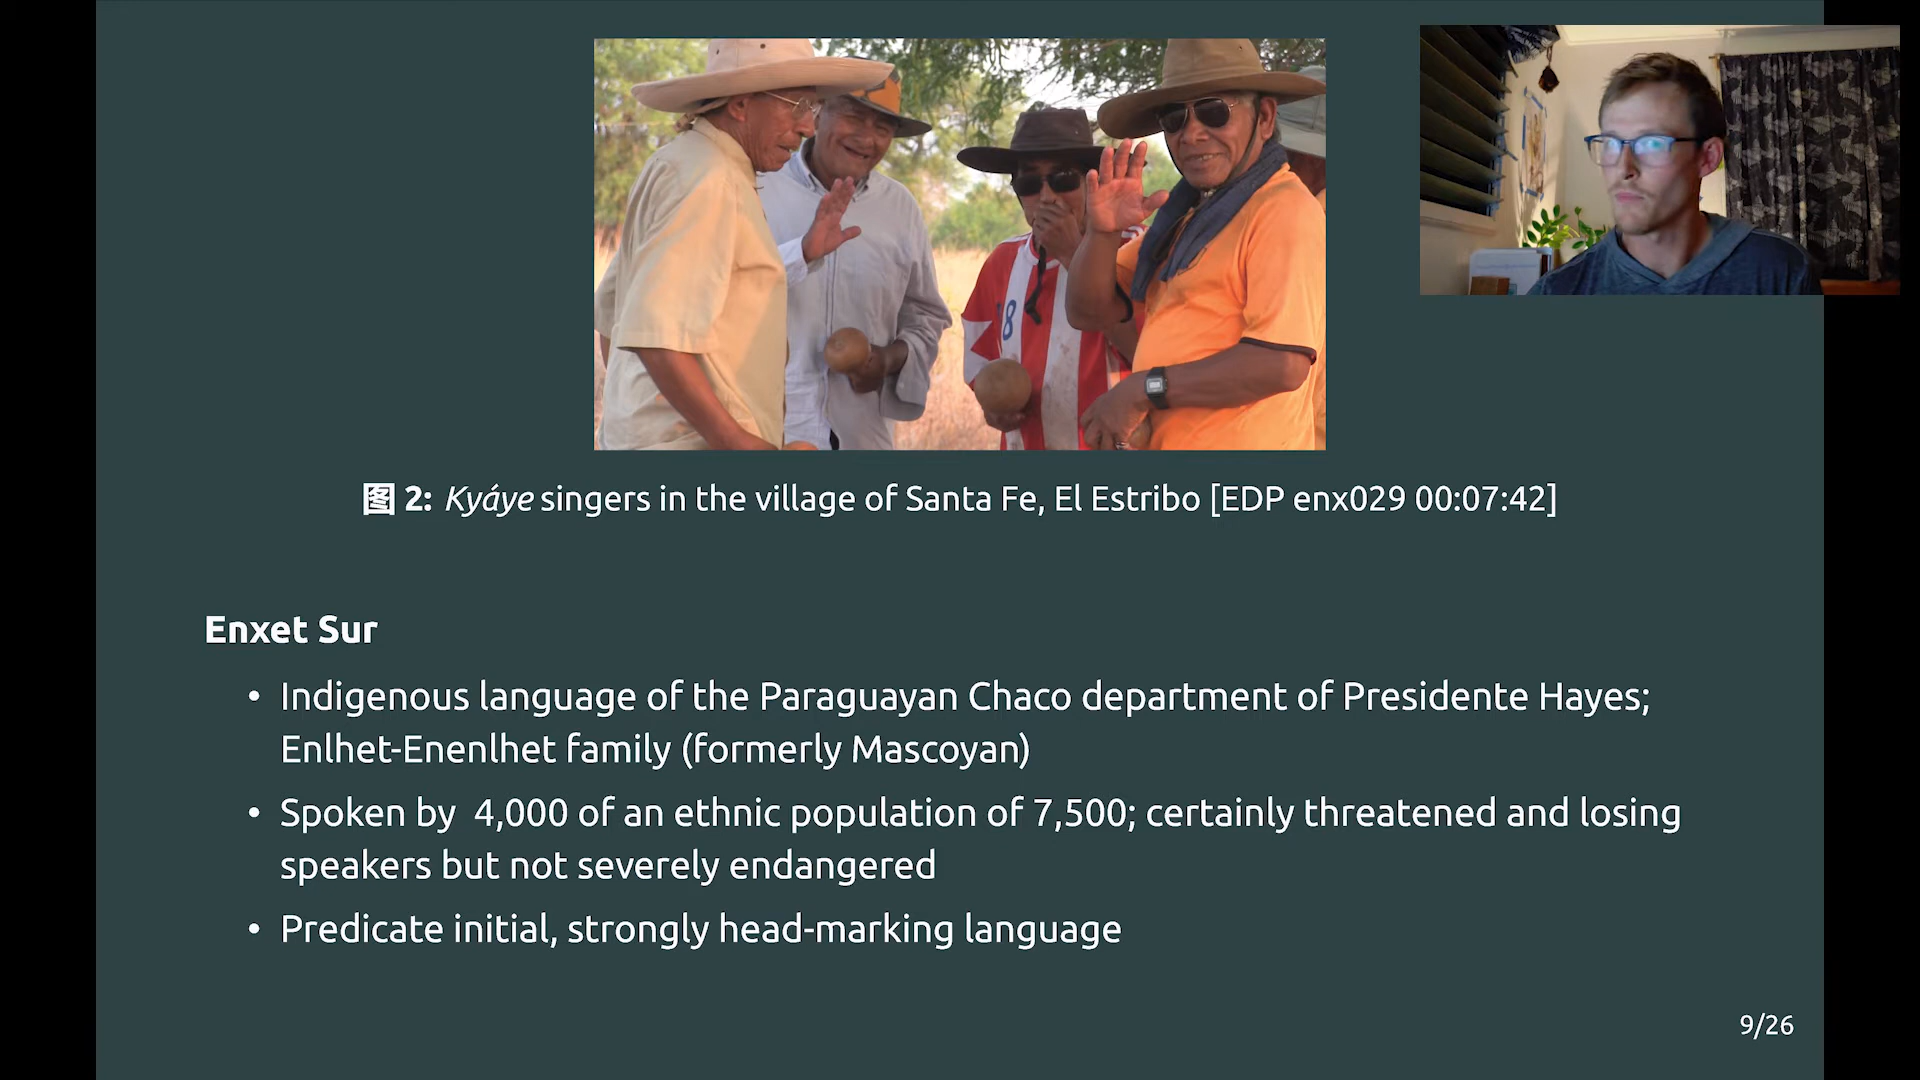 图 2: Kyáye singers in the village of Santa Fe, El Estribo [EDP enx029 00:07:42]
Enxet Sur
• Indigenous language of the Paraguayan Chaco department of Presidente Hayes;
Enlhet-Enenlhet family (formerly Mascoyan)
• Spoken by 4,000 of an ethnic population of 7,500; certainly threatened and losing
speakers but not severely endangered
• Predicate initial, strongly head-marking language
9/26